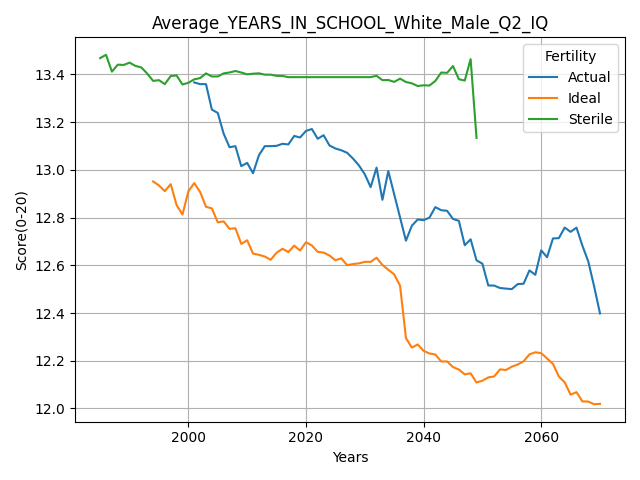 Average_YEARS_IN_SCHOOL_White_Male_Q2_IQ
Fertility
Actual
Ideal
Sterile
Score(0-20)
13.4
13.2
13.0
12.8
12.6
12.4
12.2
12.0
2000
2020
2040
2060
Years